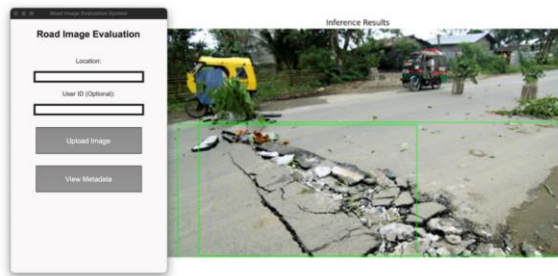 Road Image Evaluation System
Road Image Evaluation
Location:
User ID (Optional):
Upload Image
View Metadata
Inference Results